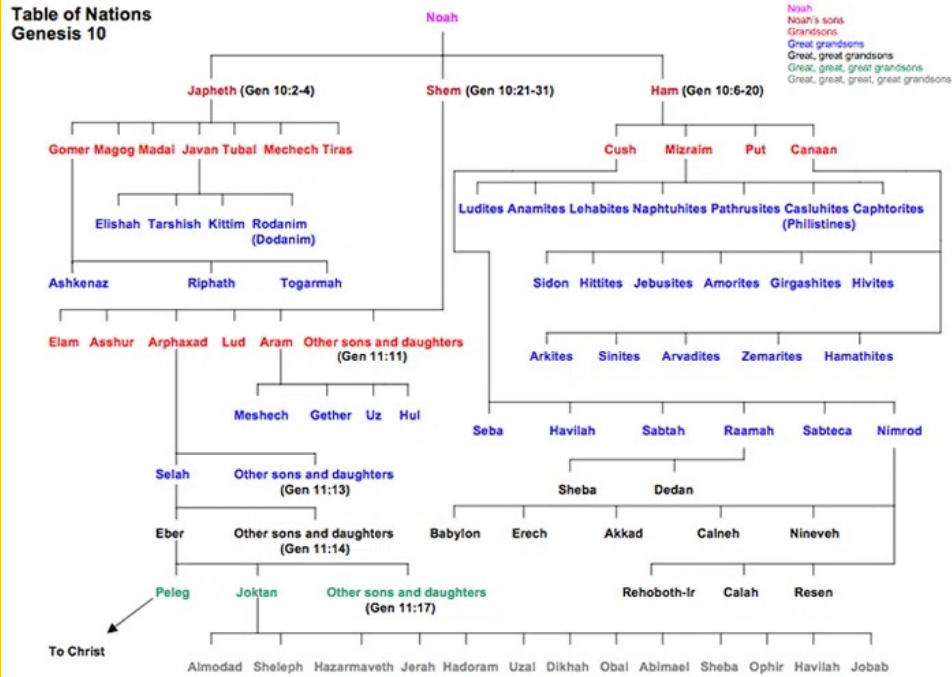 Table of Nations
Genesis 10
Noah
Noah
Noah's sons
Grandsons
Great grandsons
Great, great grandsons
Great, great, great grandsons
Great, great, great, great grandsons
Japheth (Gen 10:2-4) Shem (Gen 10:21-31) Ham (Gen 10:6-20)
Gomer Magog Madai Javan Tubal Mechech Tiras Cush Mizraim Put Canaan
Ludites Anamites Lehabites Naphtuhites Pathrusites Casluhites Caphtorites
(Philistines)
Elishah Tarshish Kittim Rodanim
(Dodanim)
Ashkenaz Riphath Togarmah Sidon Hittites Jebusites Amorites Girgashites Hivites
Elam Asshur Arphaxad Lud Aram Other sons and daughters
(Gen 11:11)
Arkites Sinites Arvadites Zemarites Hamathites
Meshech Gether Uz Hul
Seba Havilah Sabtah Raamah Sabteca Nimrod
Selah Other sons and daughters
(Gen 11:13)
Sheba Dedan
Eber Other sons and daughters
(Gen 11:14)
Babylon Erech Akkad Calneh Nineveh
Peleg Joktan Other sons and daughters
(Gen 11:17)
Rehoboth-Ir Calah Resen
To Christ
Almodad Sheleph Hazarmaveth Jerah Hadoram Uzal Dikhah Obal Abimael Sheba Ophir Havilah Jobab